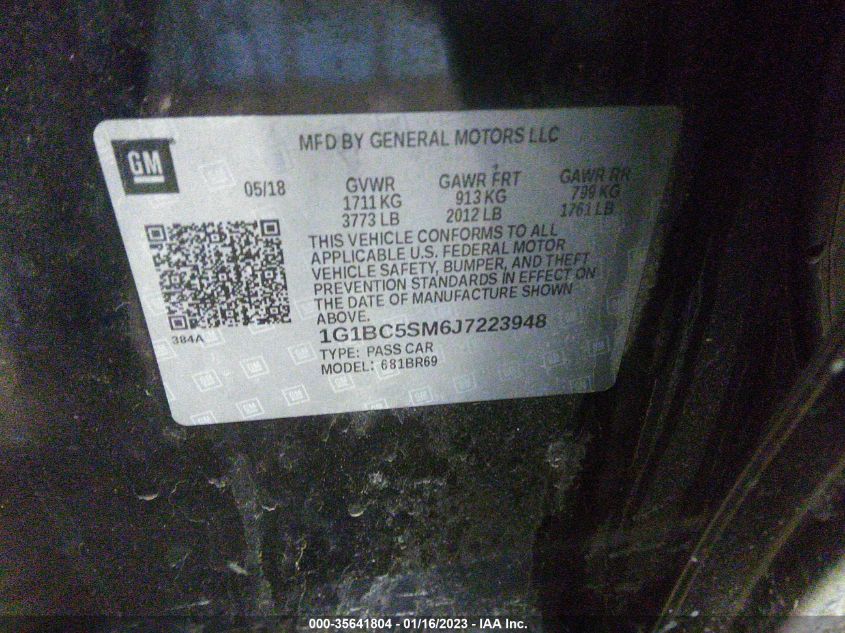 GM
MFD BY GENERAL MOTORS LLC
05/18
GVWR
1711 KG
3773 LB
GAWR FRT
913 KG
2012 LB
GAWR RR
799 KG
1761 LB
THIS VEHICLE CONFORMS TO ALL
APPLICABLE U.S. FEDERAL MOTOR
VEHICLE SAFETY, BUMPER, AND THEFT
PREVENTION STANDARDS IN EFFECT ON
THE DATE OF MANUFACTURE SHOWN
ABOVE.
384A
1G1BC5SM6J7223948
TYPE: PASS CAR
MODEL: 681BR69
000-35641804 - 01/16/2023 - IAA Inc.